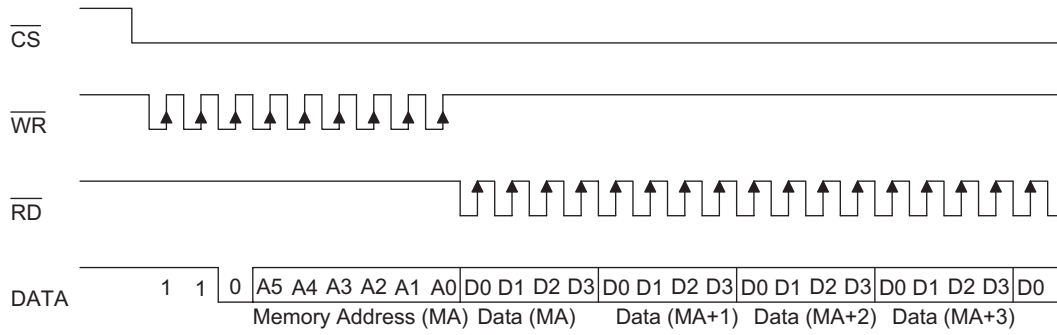 CS
WR
RD
DATA 1 1 0 A5 A4 A3 A2 A1 A0 D0 D1 D2 D3 D0 D1 D2 D3 D0 D1 D2 D3 D0 D1 D2 D3 D0
Memory Address (MA) Data (MA) Data (MA+1) Data (MA+2) Data (MA+3)